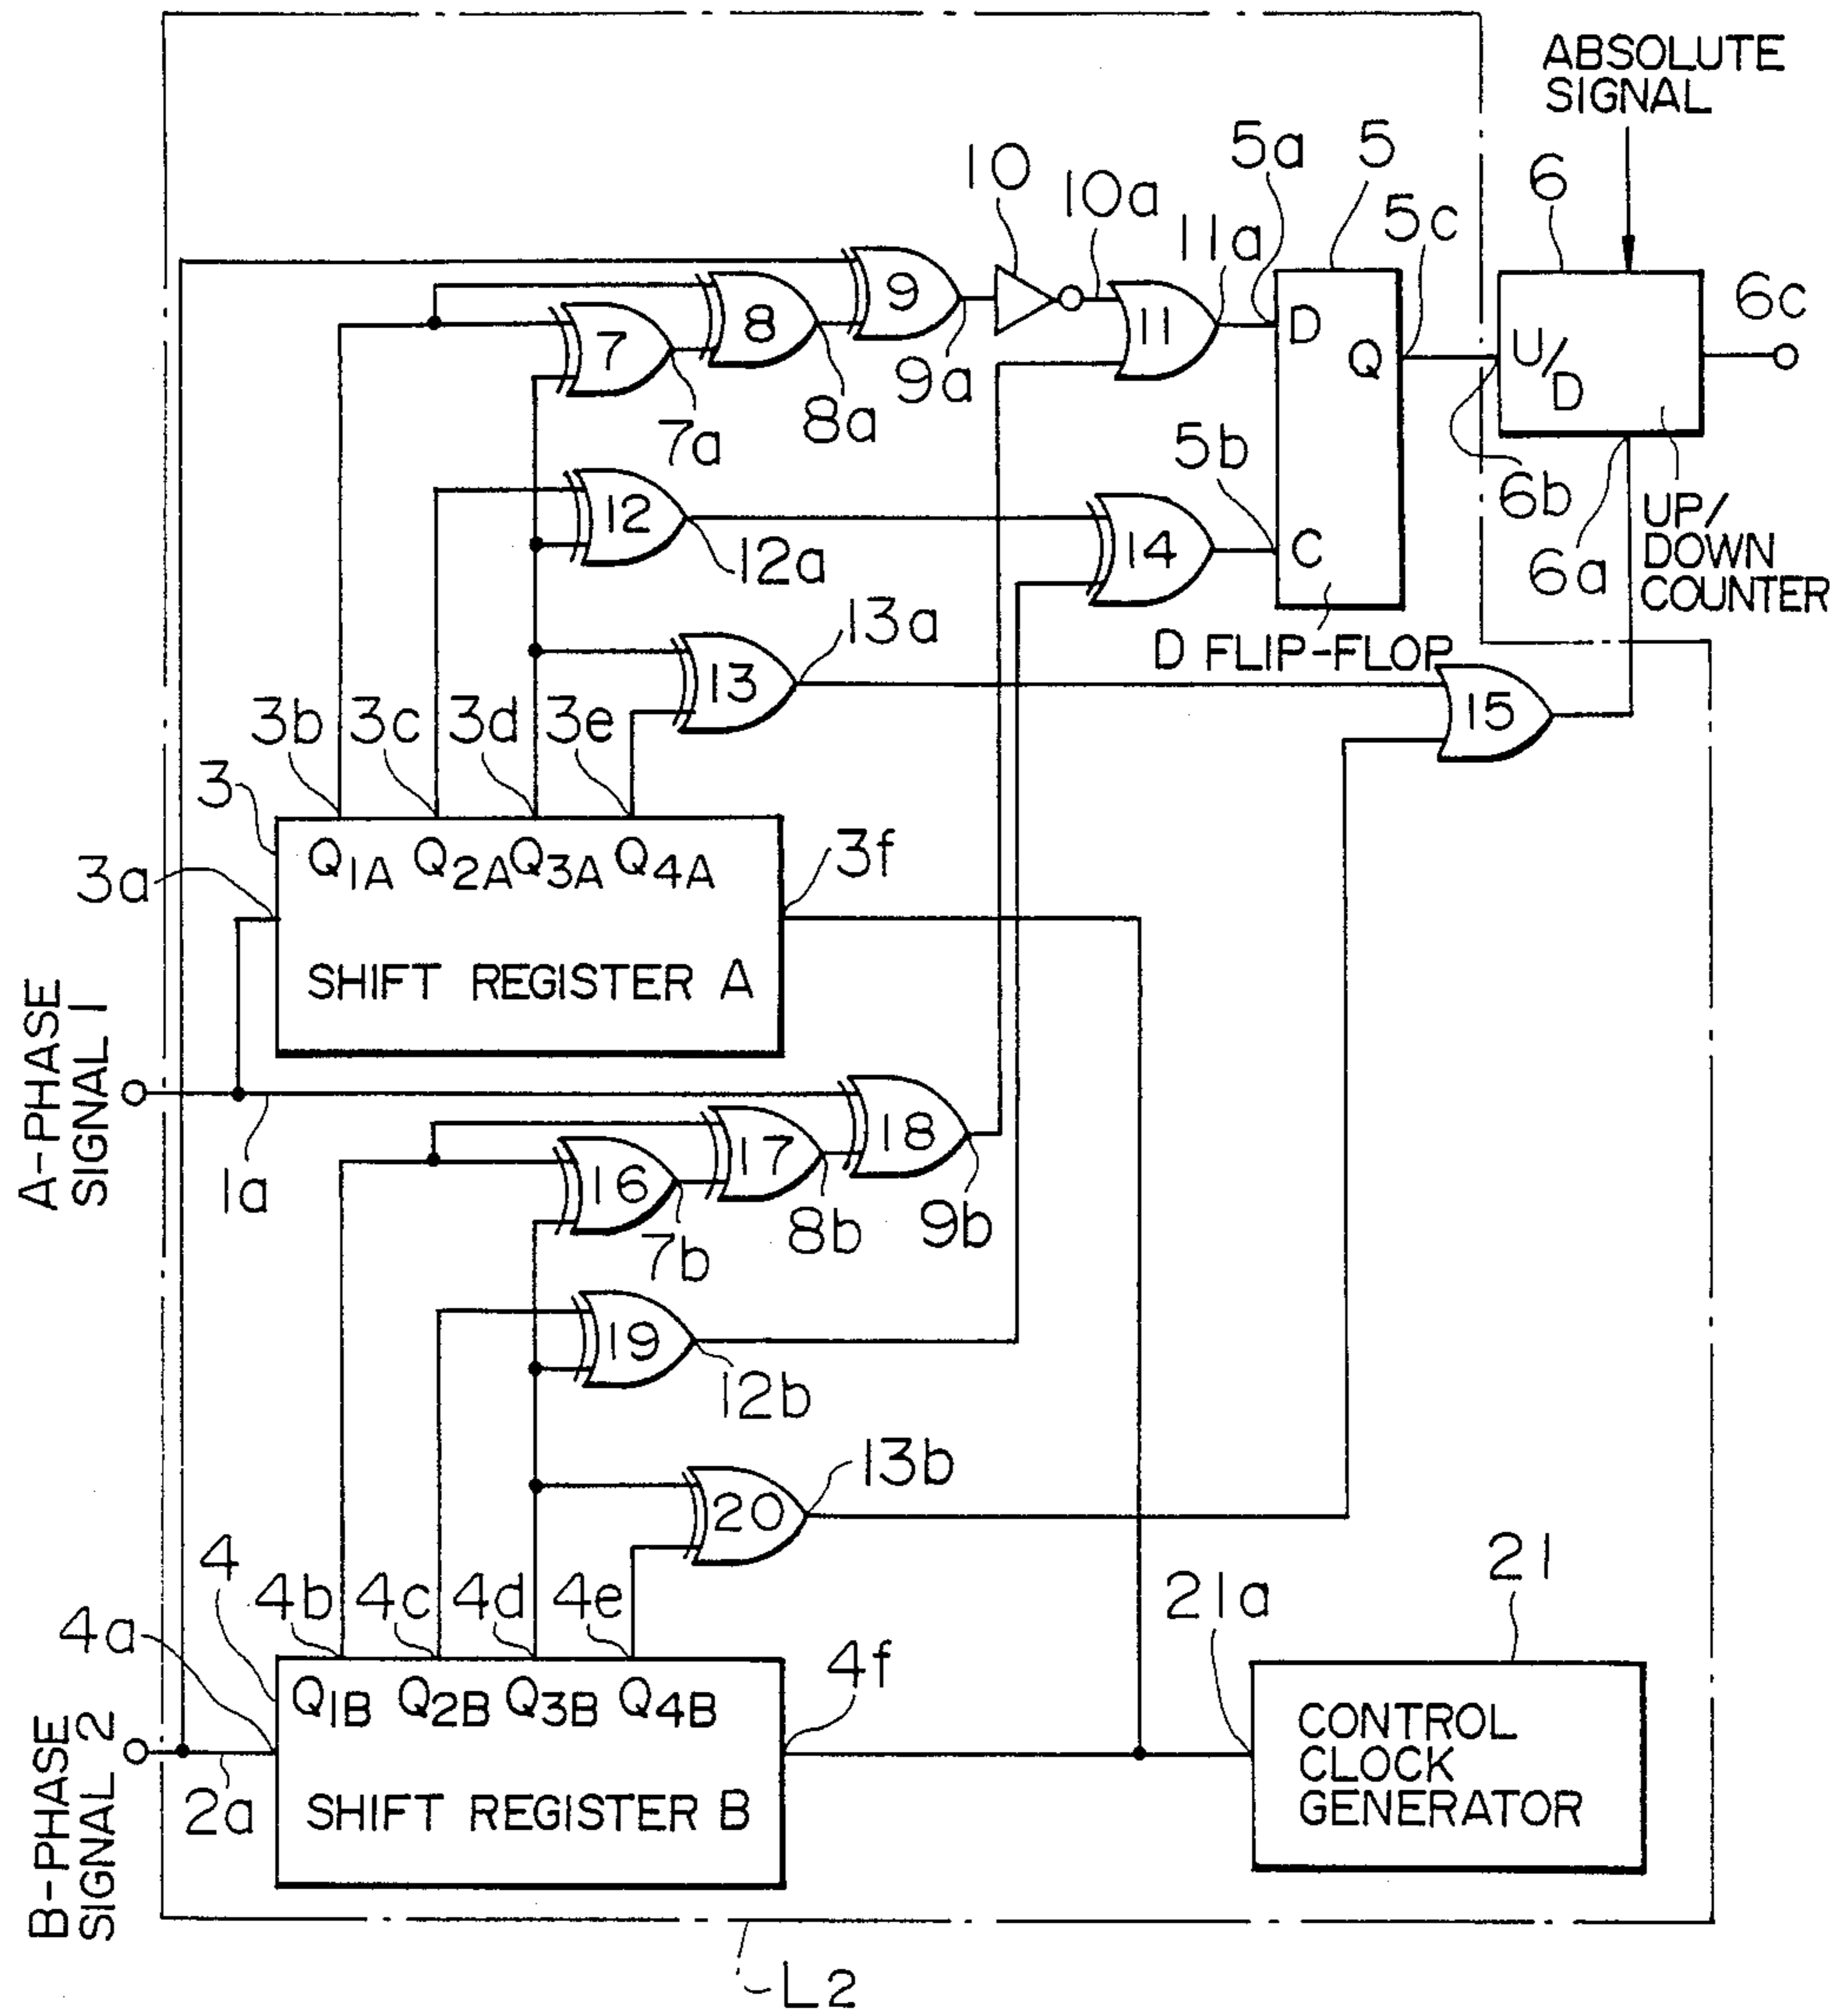 ABSOLUTE
SIGNAL
10
10a
11a
5a
5
5c
6
6c
9
8
7
11
D
Q
U/D
9a
8a
7a
5b
6b
6a
UP/
DOWN
COUNTER
12
12a
14
C
D FLIP-FLOP
13a
13
15
3b
3c
3d
3e
3
3a
3f
Q1A Q2A Q3A Q4A
SHIFT REGISTER A
A-PHASE
SIGNAL 1
1a
18
17
16
9b
8b
7b
19
12b
13b
20
4
4a
4b
4c
4d
4e
4f
21a
21
Q1B Q2B Q3B Q4B
SHIFT REGISTER B
CONTROL
CLOCK
GENERATOR
B-PHASE
SIGNAL 2
2a
L2